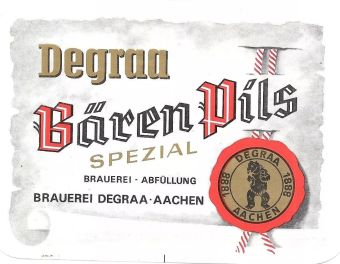 Degraa
Bären Pils
SPEZIAL
BRAUEREI - ABFÜLLUNG
BRAUEREI DEGRAA · AACHEN
DEGRAA
1888 1888
AACHEN